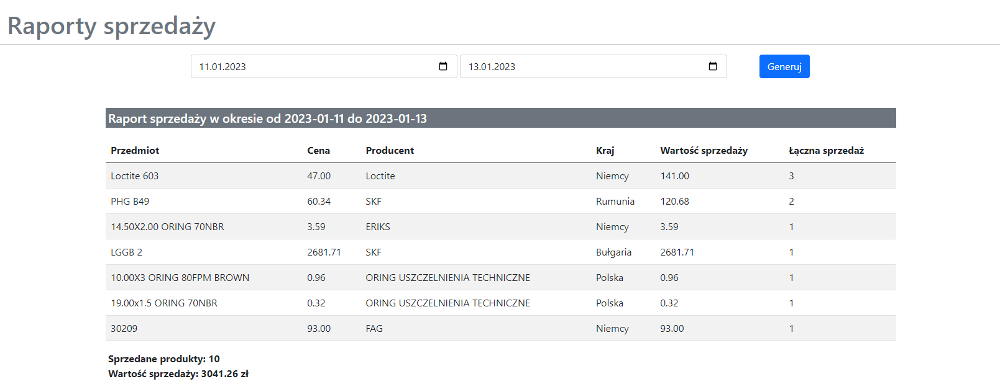 Raporty sprzedaży
11.01.2023 13.01.2023 Generuj
Raport sprzedaży w okresie od 2023-01-11 do 2023-01-13
Przedmiot Cena Producent Kraj Wartość sprzedaży Łączna sprzedaż
Loctite 603 47.00 Loctite Niemcy 141.00 3
PHG B49 60.34 SKF Rumunia 120.68 2
14.50X2.00 ORING 70NBR 3.59 ERIKS Niemcy 3.59 1
LGGB 2 2681.71 SKF Bułgaria 2681.71 1
10.00X3 ORING 80FPM BROWN 0.96 ORING USZCZELNIENIA TECHNICZNE Polska 0.96 1
19.00x1.5 ORING 70NBR 0.32 ORING USZCZELNIENIA TECHNICZNE Polska 0.32 1
30209 93.00 FAG Niemcy 93.00 1
Sprzedane produkty: 10
Wartość sprzedaży: 3041.26 zł